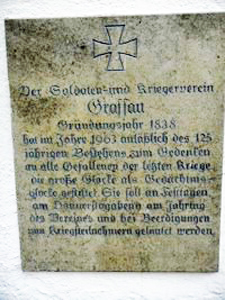 Der Soldaten- und Kriegerverein
Grassau
Gründungsjahr 1838
hat im Jahre 1963 anläßlich des 125
jährigen Bestehens zum Gedenken
an alle Gefallenen der letzten Kriege
die große Glocke als Gedächtnis-
glocke gestiftet. Sie soll an Festtagen
am Donnerstagabend am Jahrtag
des Vereines und bei Beerdigungen
von Kriegsteilnehmern geläutet werden.